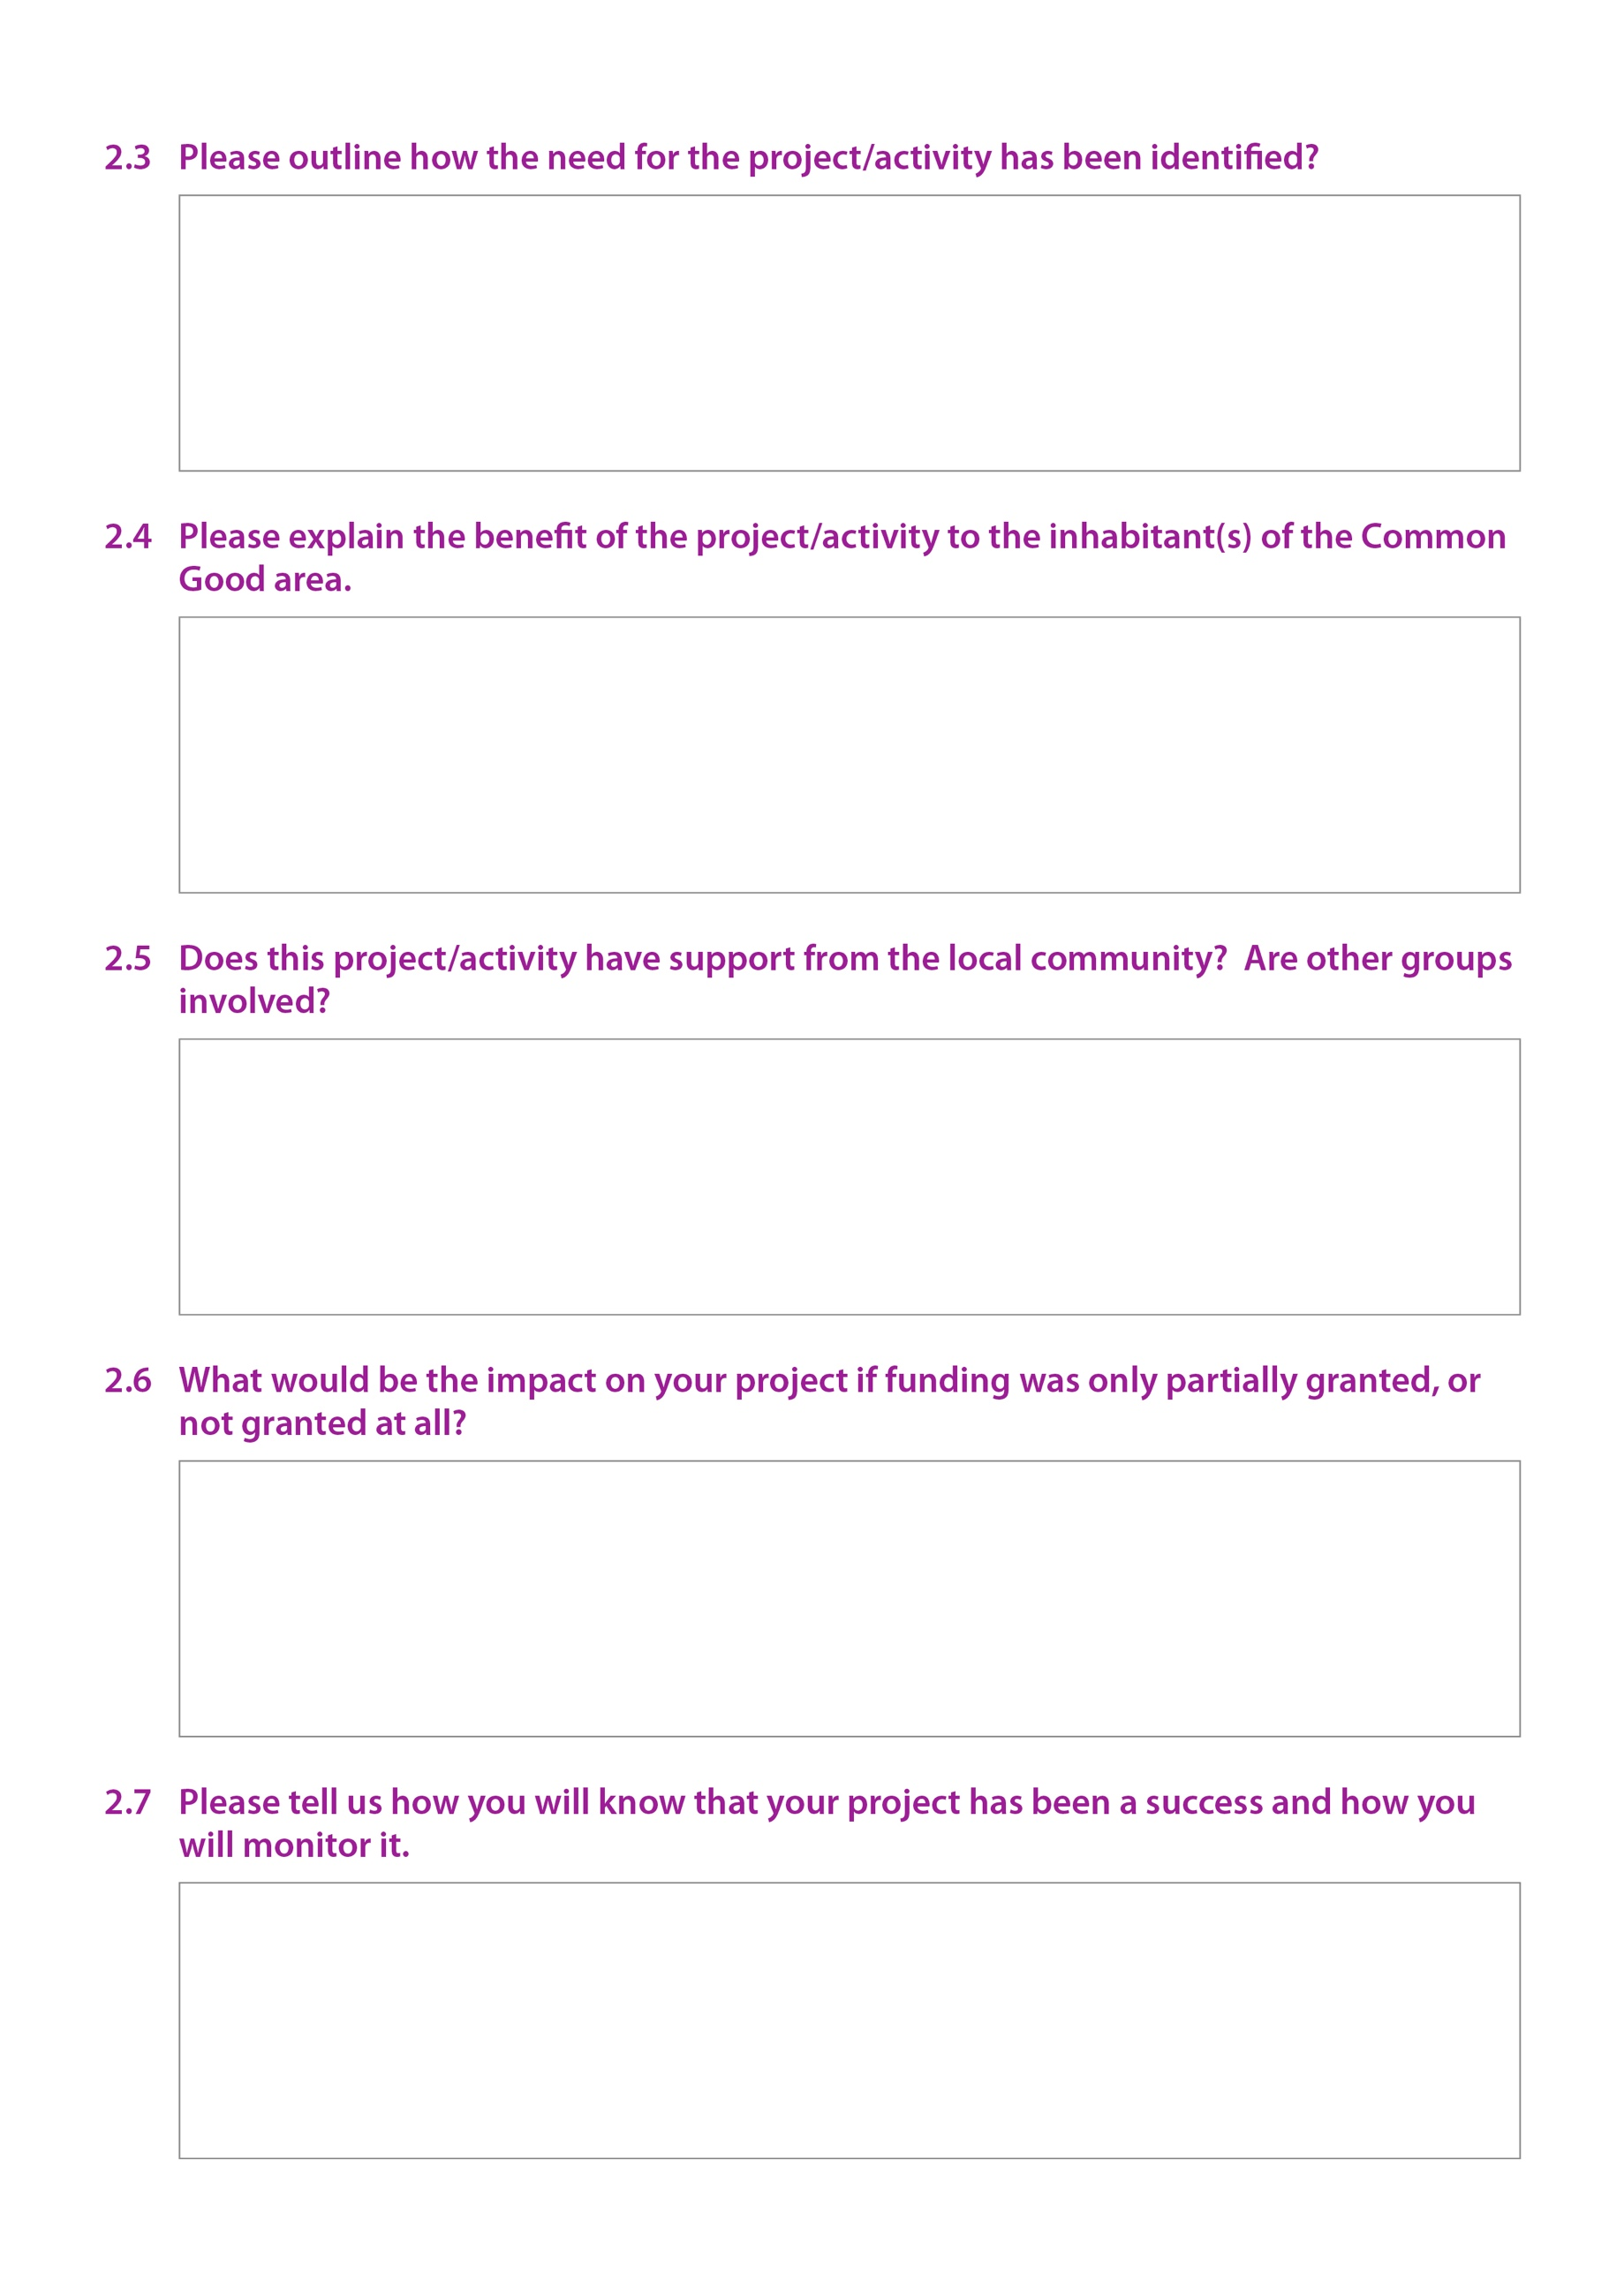 2.3 Please outline how the need for the project/activity has been identified?
2.4 Please explain the benefit of the project/activity to the inhabitant(s) of the Common
Good area.
2.5 Does this project/activity have support from the local community?  Are other groups
involved?
2.6 What would be the impact on your project if funding was only partially granted, or
not granted at all?
2.7 Please tell us how you will know that your project has been a success and how you
will monitor it.